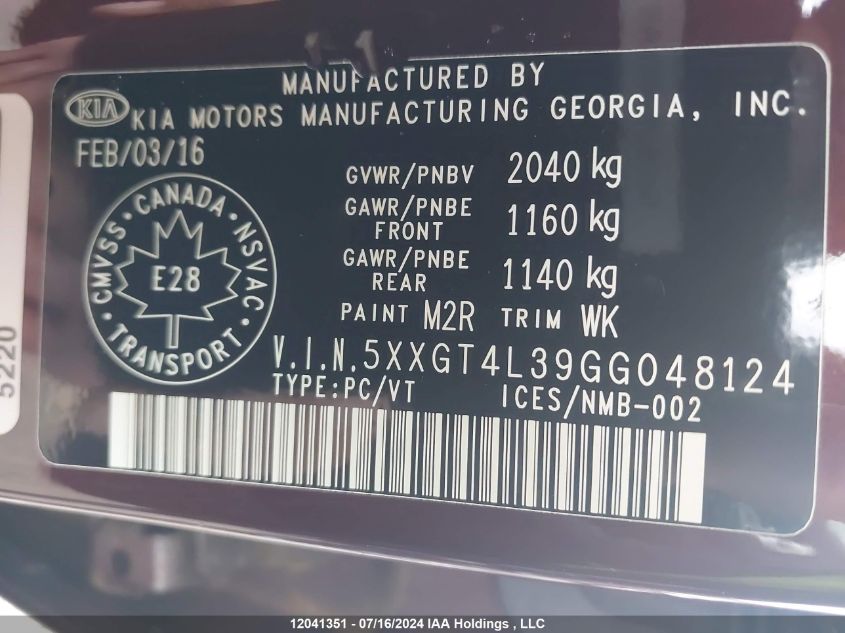 MANUFACTURED BY
KIA KIA MOTORS MANUFACTURING GEORGIA, INC.
FEB/03/16
GVWR/PNBV 2040 kg
GAWR/PNBE FRONT 1160 kg
GAWR/PNBE REAR 1140 kg
PAINT M2R TRIM WK
CANADA
CMVSS NSVAC
E28
TRANSPORT
V.I.N.5XXGT4L39GG048124
TYPE:PC/VT ICES/NMB-002
5220
12041351 - 07/16/2024 IAA Holdings , LLC